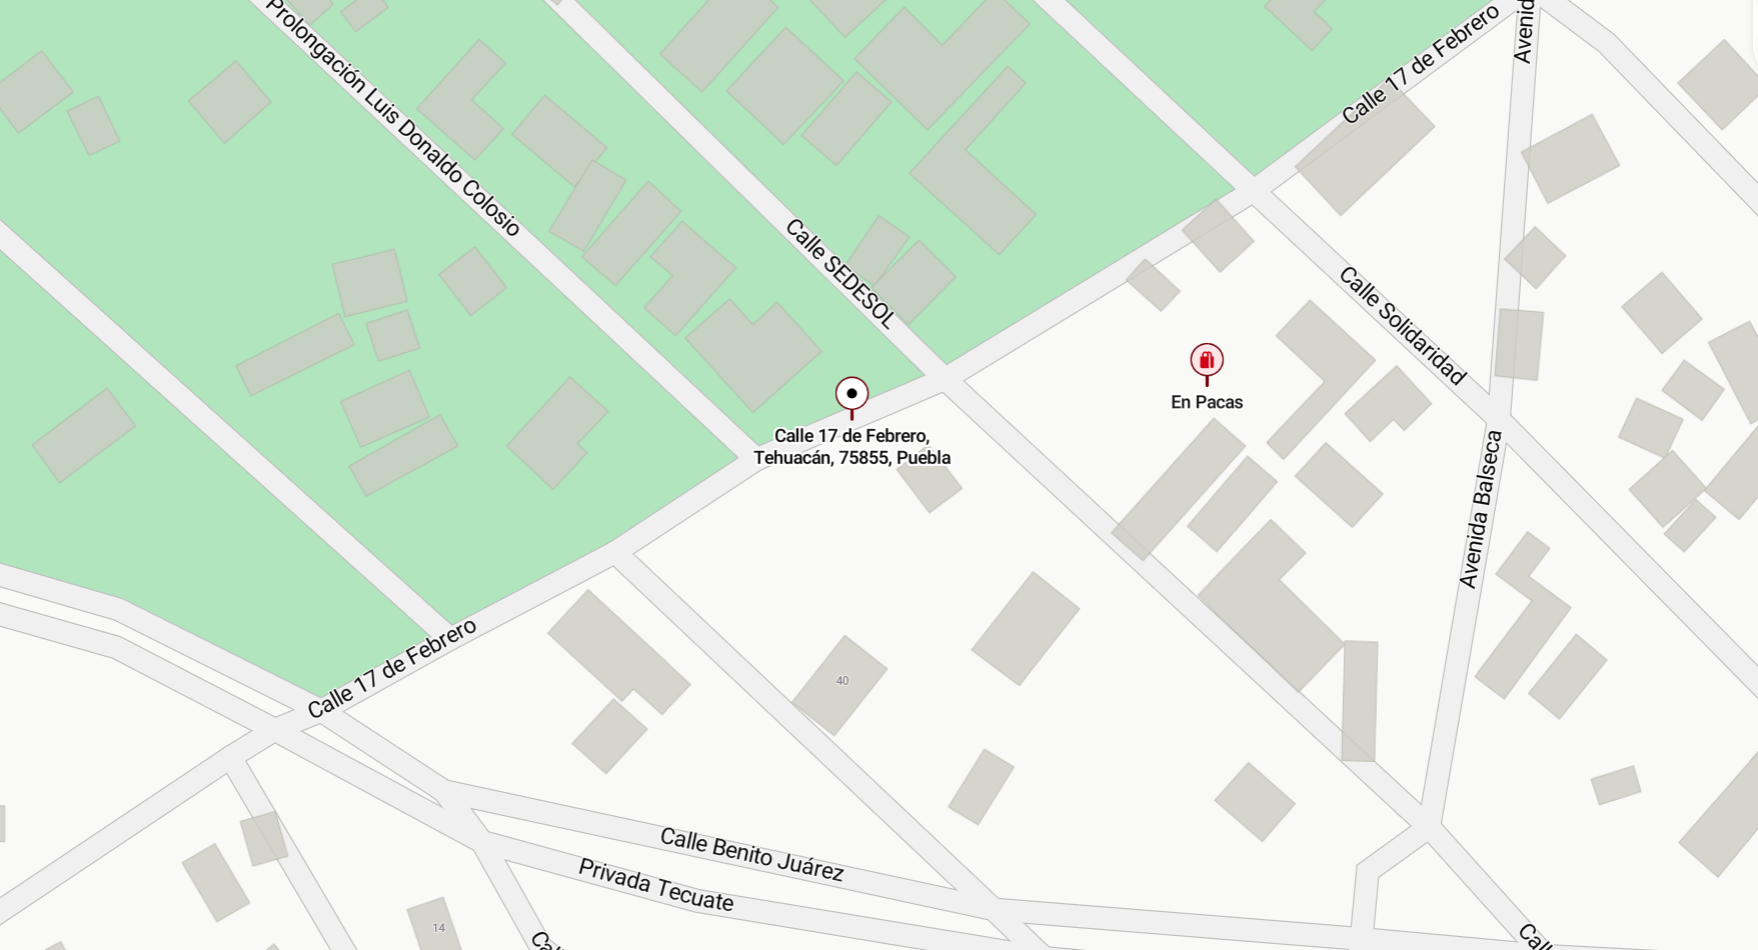 Prolongación Luis Donaldo Colosio
Calle 17 de Febrero
Calle SEDESOL
Calle Solidaridad
En Pacas
Calle 17 de Febrero,
Tehuacán, 75855, Puebla
Avenida Balseca
Calle 17 de Febrero
40
Calle Benito Juárez
Privada Tecuate
14